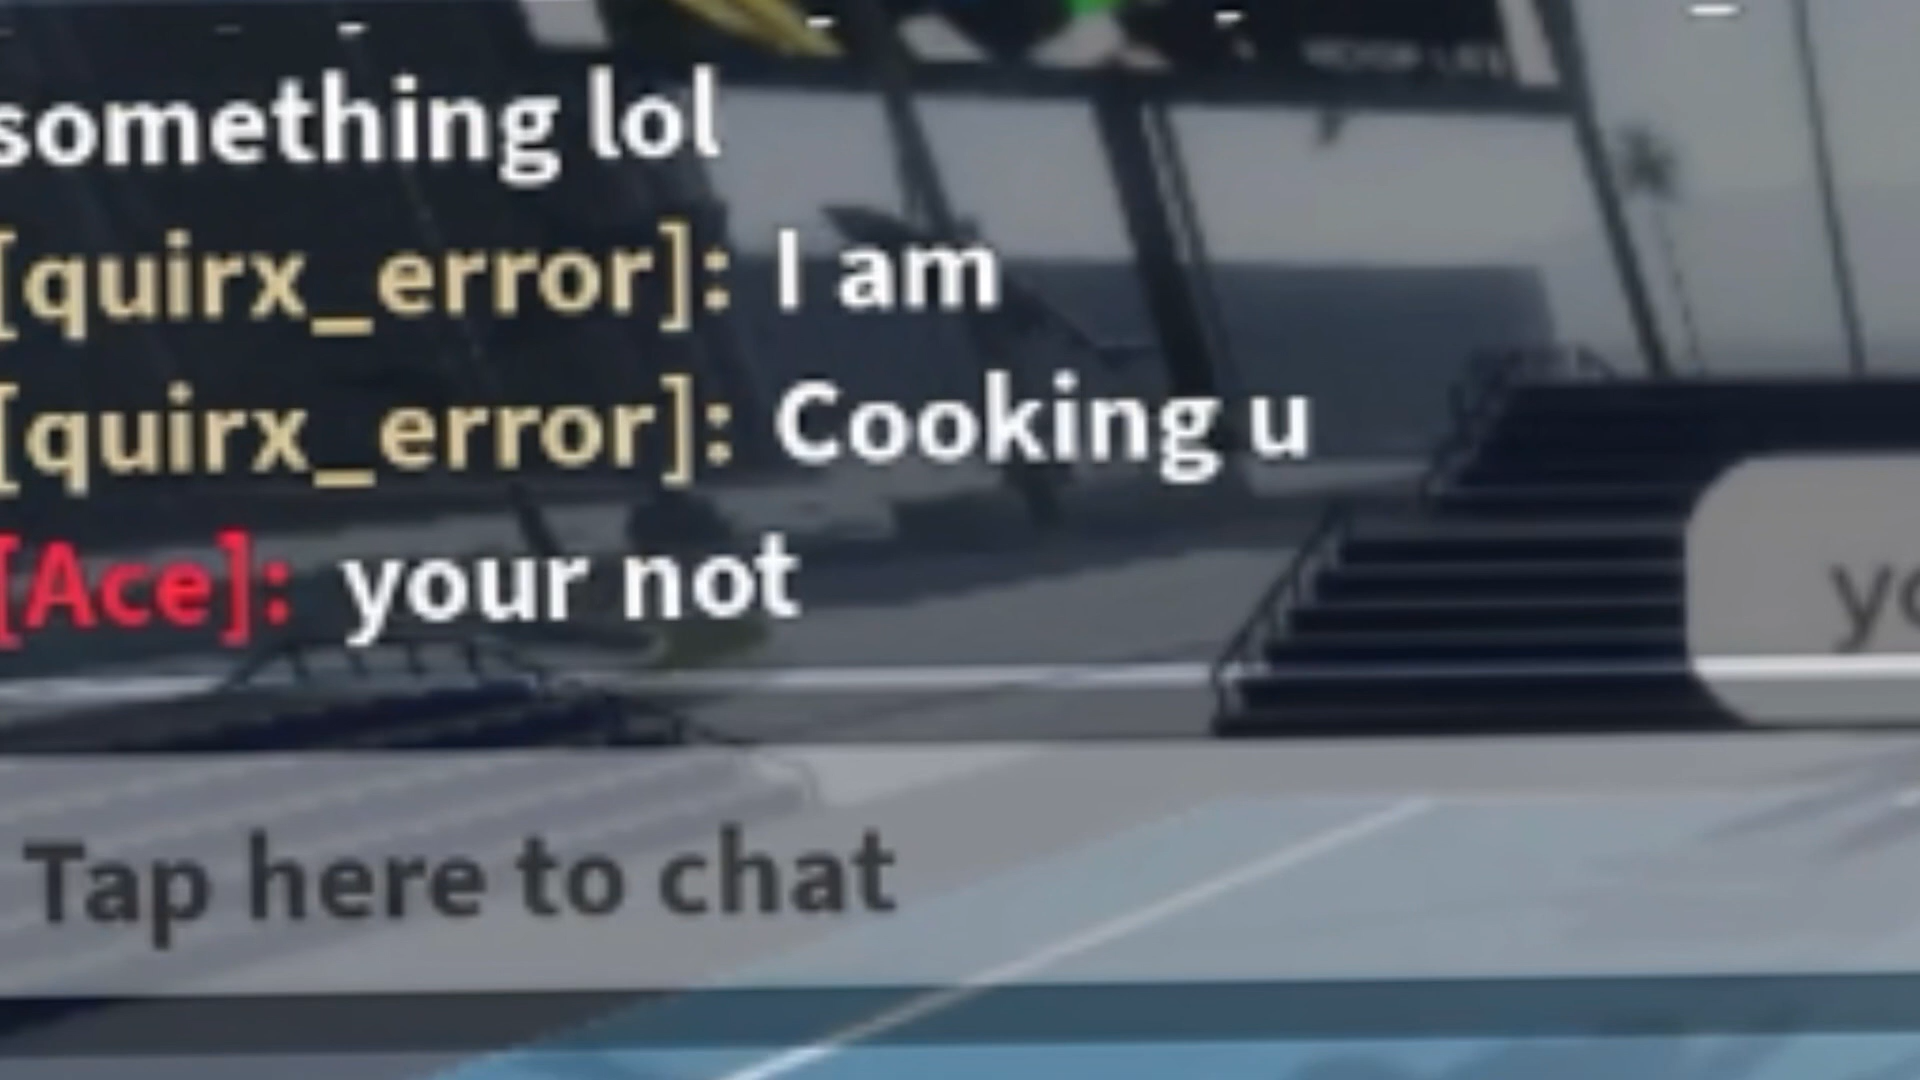 something lol
[quirx_error]: I am
[quirx_error]: Cooking u
[Ace]: your not
Tap here to chat